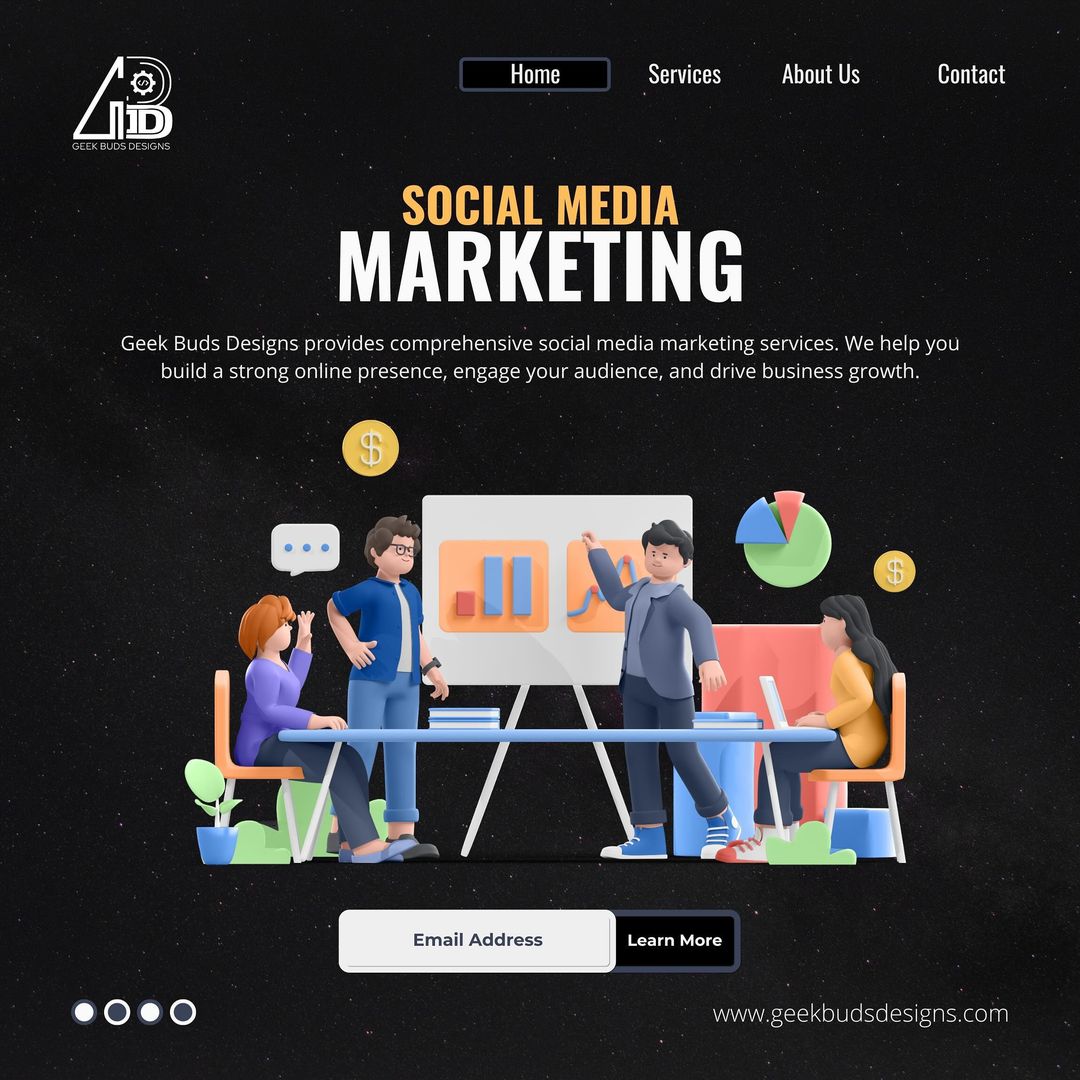 GEEK BUDS DESIGNS
Home Services About Us Contact
SOCIAL MEDIA
MARKETING
Geek Buds Designs provides comprehensive social media marketing services. We help you
build a strong online presence, engage your audience, and drive business growth.
$
$
Email Address Learn More
www.geekbudsdesigns.com